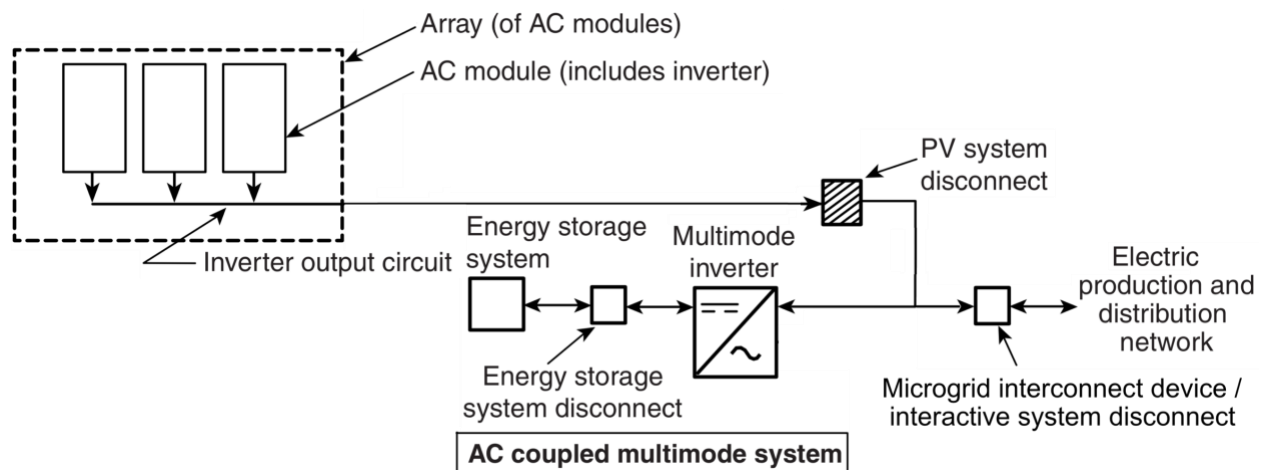 Array (of AC modules)
AC module (includes inverter)
PV system
disconnect
Energy storage
system
Multimode
inverter
Inverter output circuit
Electric
production and
distribution
network
Energy storage
system disconnect
Microgrid interconnect device /
interactive system disconnect
AC coupled multimode system